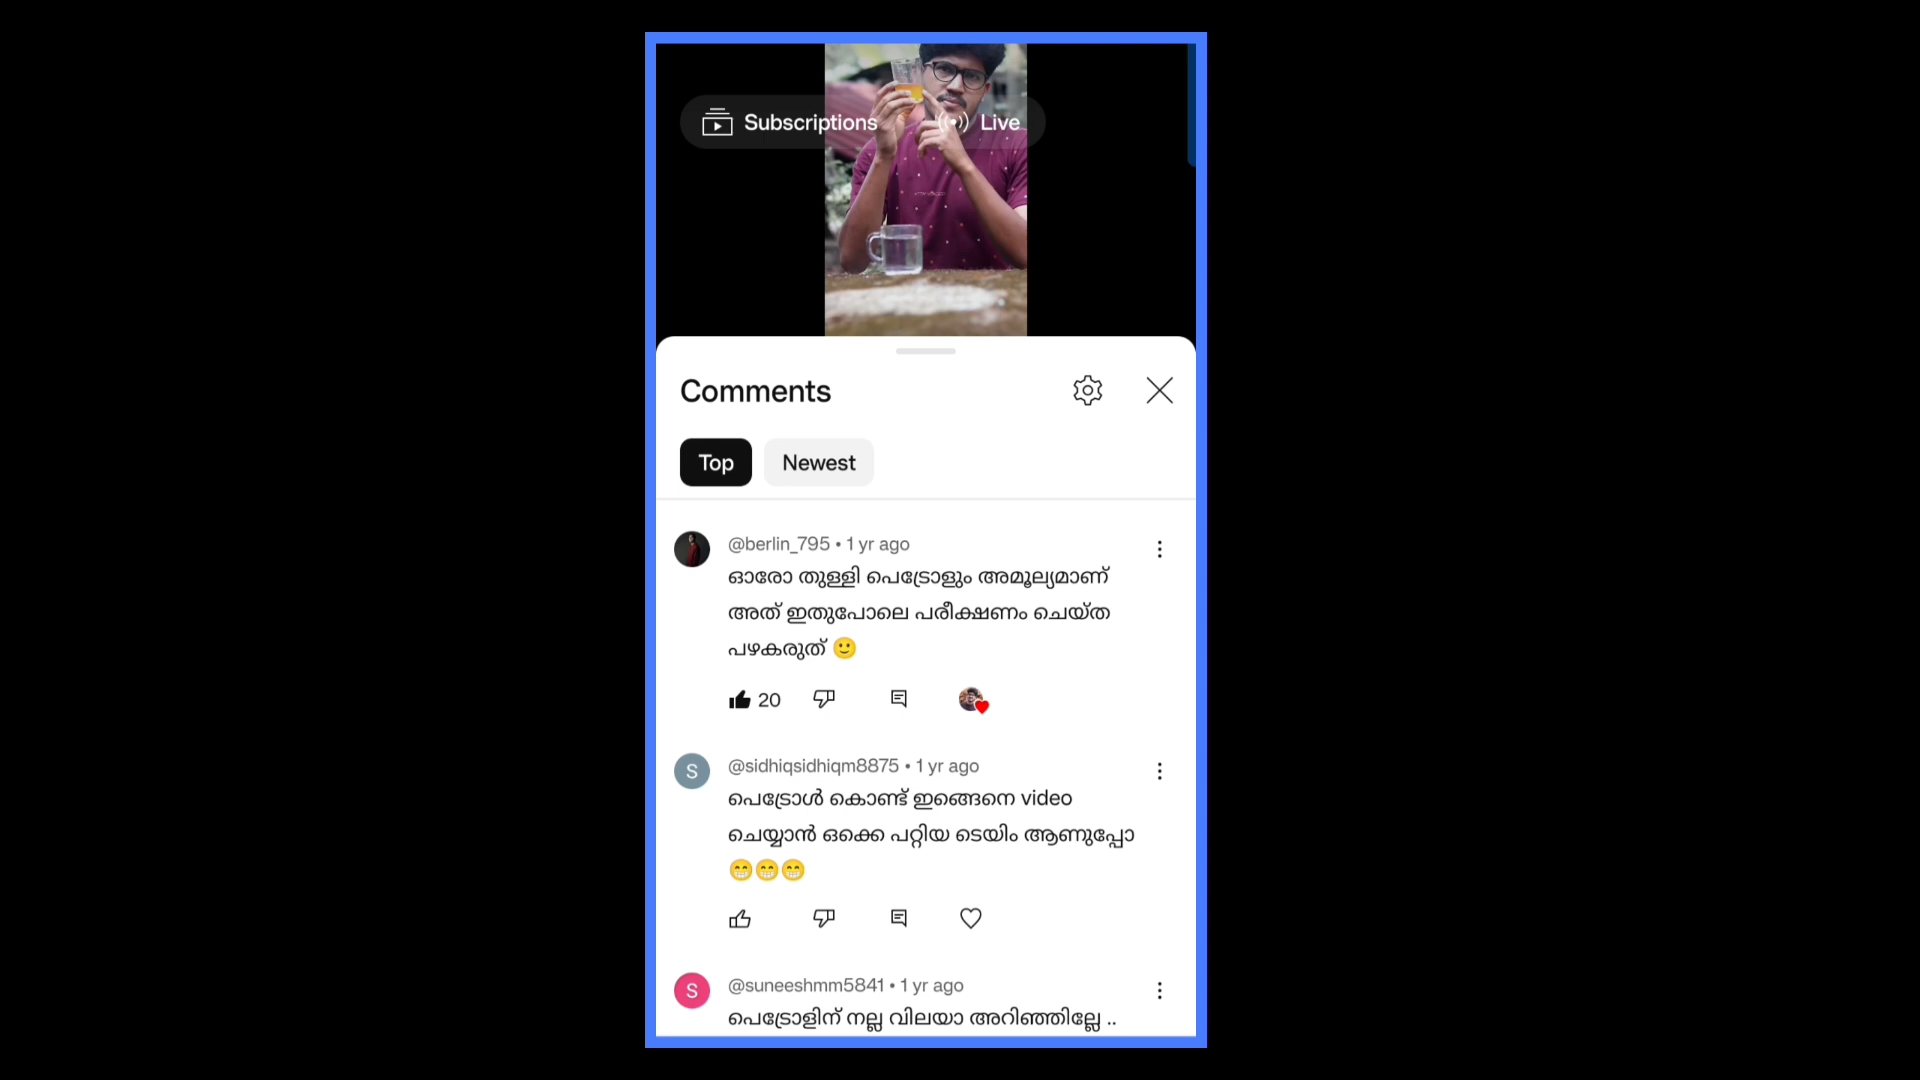 Subscriptions Live
Comments
Top Newest
@berlin_795 • 1 yr ago
ഓരോ തുള്ളി പെട്രോളും അമൂല്യമാണ്
അത് ഇതുപോലെ പരീക്ഷണം ചെയ്ത
പഴകരുത് 🙂
20
S
@sidhiqsidhiqm8875 • 1 yr ago
പെട്രോൾ കൊണ്ട് ഇങ്ങെനെ video
ചെയ്യാൻ ഒക്കെ പറ്റിയ ടെയിം ആണുപ്പോ
😁😁😁
S
@suneeshmm5841 • 1 yr ago
പെട്രോളിന് നല്ല വിലയാ അറിഞ്ഞില്ലേ ..